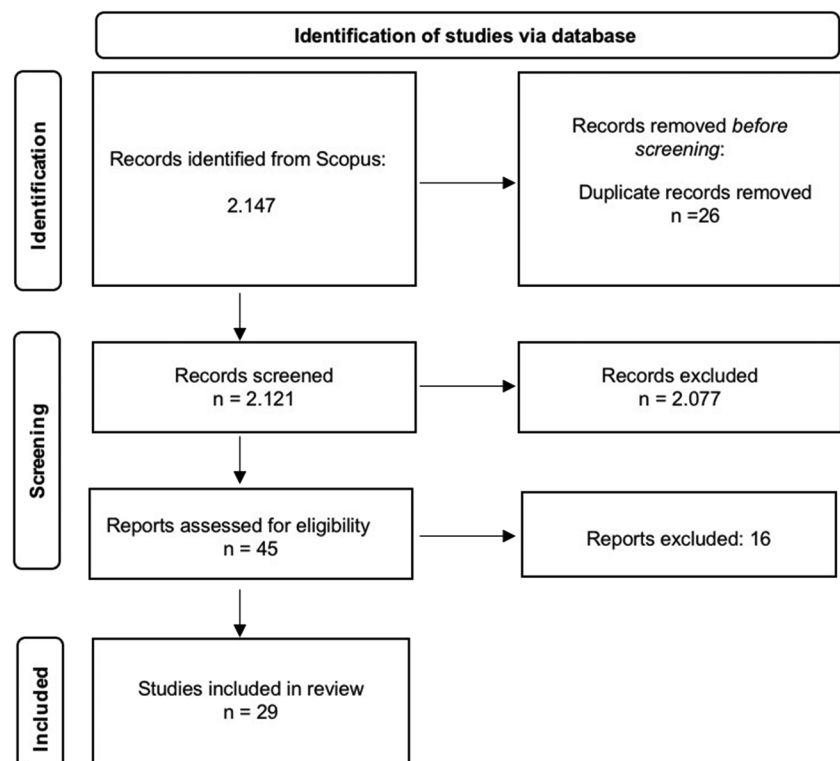 Identification of studies via database
Identification
Records identified from Scopus:
2.147
Records removed before
screening:
Duplicate records removed
n =26
Screening
Records screened
n = 2.121
Records excluded
n = 2.077
Reports assessed for eligibility
n = 45
Reports excluded: 16
Included
Studies included in review
n = 29